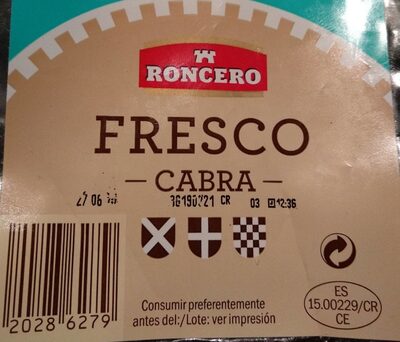 RONCERO
FRESCO
CABRA
27 06
CR 03 12:36
Consumir preferentemente
antes del:/Lote: ver impresión
ES
15.00229/CR
CE
2028 6279